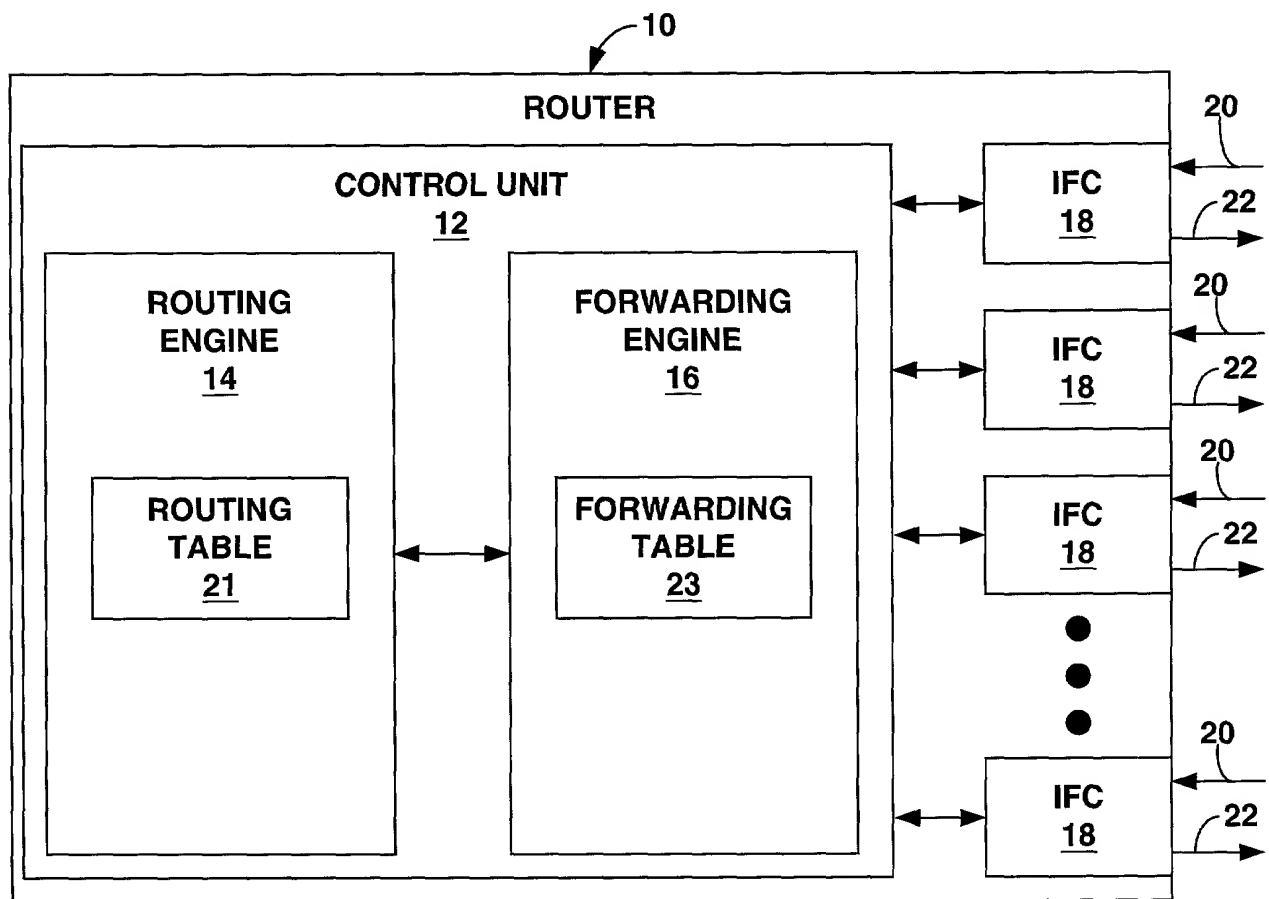 10
ROUTER
CONTROL UNIT
12
ROUTING
ENGINE
14
ROUTING
TABLE
21
FORWARDING
ENGINE
16
FORWARDING
TABLE
23
IFC
18
20
22
IFC
18
20
22
IFC
18
20
22
IFC
18
20
22